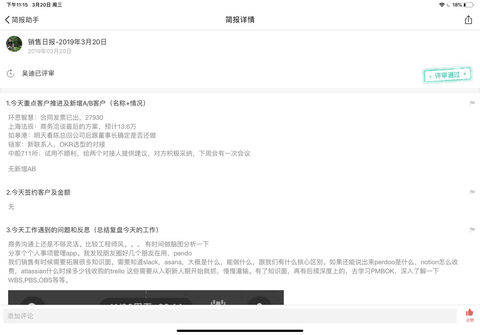 下午11:15 3月20日 周三
18%
简报助手
简报详情
销售日报-2019年3月20日
2019年03月20日
吴迪已评审
评审通过
1.今天重点客户推进及新增A/B客户（名称+情况）
环思智慧：合同发票已出，27930
上海法辰：商务洽谈最后的方案，预计13.6万
如皋港：明天看陈总回公司后跟董事长确定是否还做
链家：新联系人，OKR选型的对接
中船711所：试用不顺利，给两个对接人提供建议，对方积极采纳，下周会有一次会议
无新增AB
2.今天签约客户及金额
无
3.今天工作遇到的问题和反思（总结复盘今天的工作）
商务沟通上还是不够灵活，比较工程师风。。。 有时间做脑图分析一下
分享个个人事项管理app，我发现朋友圈好几个朋友在用，pendo
我们销售有时候需要拓展很多知识面，需要知道slack、asana、大概是什么，能做什么，跟我们有什么核心区别。如果还能说出来perdoo是什么，notion怎么收
费，atlassian什么时候多少钱收购的trello 这些需要从入职新人期开始就抓，慢慢灌输。有了知识面，再有后续深度上的，去学习PMBOK，深入了解一下
WBS,PBS,OBS等等。
添加评论
点赞